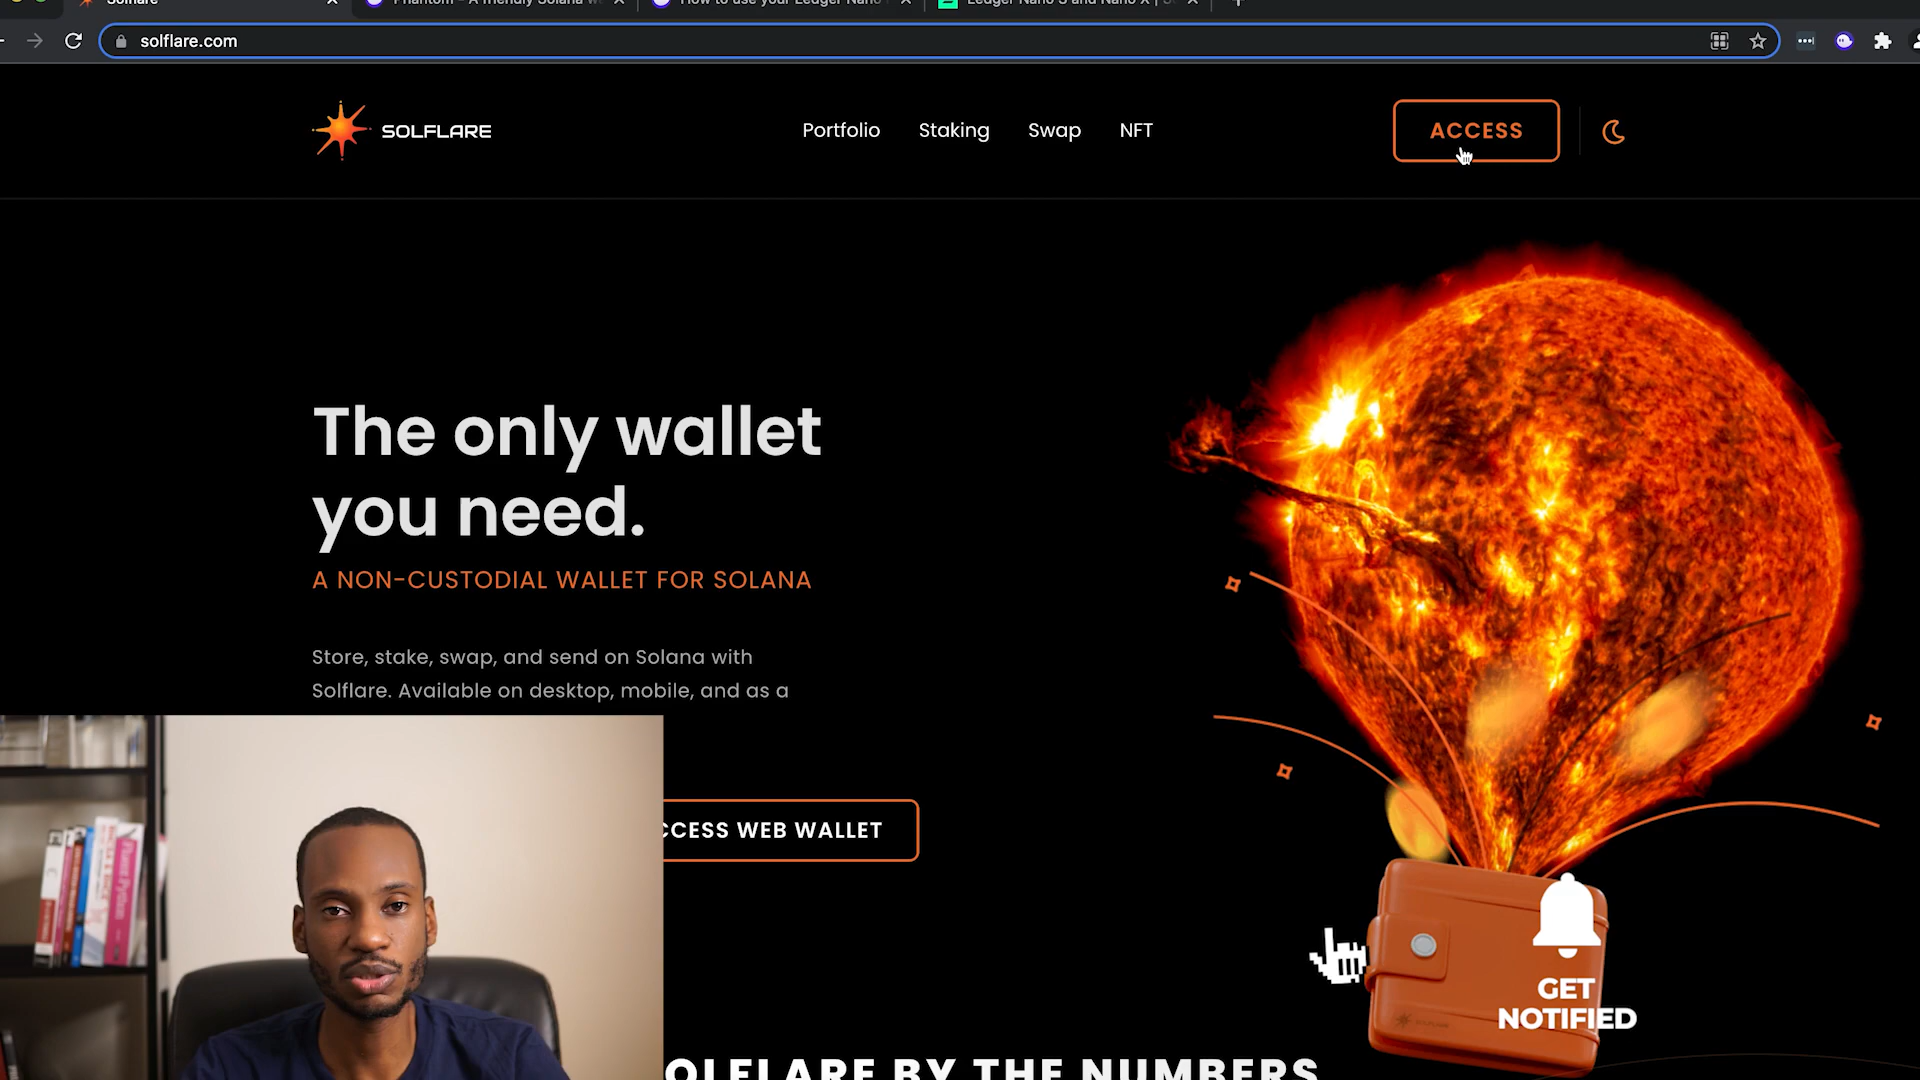 Solflare
Phantom - A friendly Solana w
How to use your Ledger Nano
Ledger Nano S and Nano X | S
solflare.com
SOLFLARE
Portfolio
Staking
Swap
NFT
ACCESS
The only wallet
you need.
A NON-CUSTODIAL WALLET FOR SOLANA
Store, stake, swap, and send on Solana with
Solflare. Available on desktop, mobile, and as a
CCESS WEB WALLET
SOLFLARE
GET
NOTIFIED
OLFLARE BY THE NUMBERS